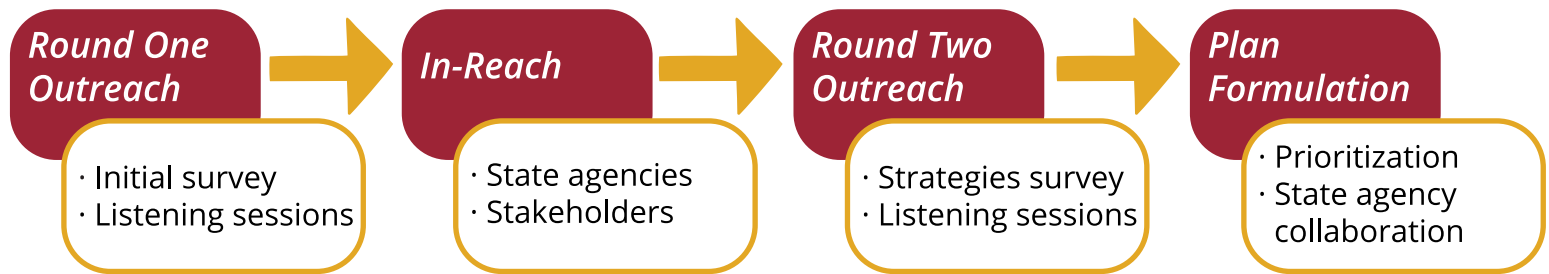 Round One
Outreach
· Initial survey
· Listening sessions
In-Reach
· State agencies
· Stakeholders
Round Two
Outreach
· Strategies survey
· Listening sessions
Plan
Formulation
· Prioritization
· State agency
collaboration